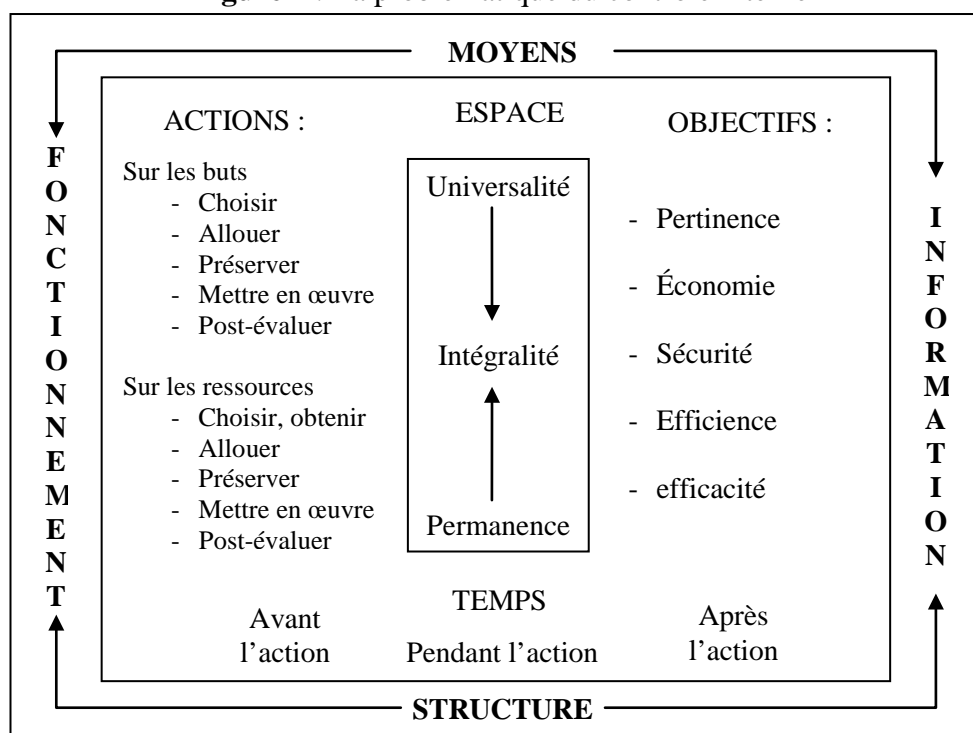 MOYENS
ACTIONS :
ESPACE
OBJECTIFS :
FONCTIONNEMENT
Sur les buts
- Choisir
- Allouer
- Préserver
- Mettre en œuvre
- Post-évaluer
Sur les ressources
- Choisir, obtenir
- Allouer
- Préserver
- Mettre en œuvre
- Post-évaluer
Universalité
Intégralité
Permanence
- Pertinence
- Économie
- Sécurité
- Efficience
- efficacité
INFORMATION
TEMPS
Avant
l’action
Pendant l’action
Après
l’action
STRUCTURE